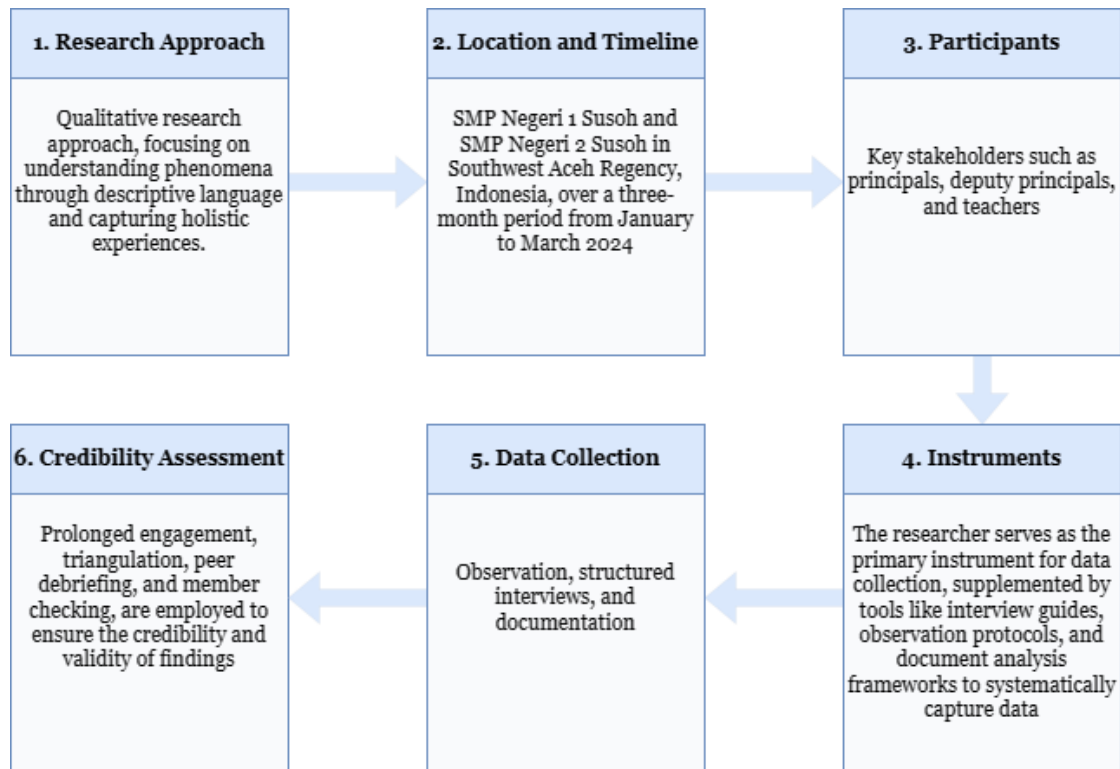 1. Research Approach
Qualitative research
approach, focusing on
understanding phenomena
through descriptive language
and capturing holistic
experiences.
2. Location and Timeline
SMP Negeri 1 Susoh and
SMP Negeri 2 Susoh in
Southwest Aceh Regency,
Indonesia, over a three-
month period from January
to March 2024
3. Participants
Key stakeholders such as
principals, deputy principals,
and teachers
4. Instruments
The researcher serves as the
primary instrument for data
collection, supplemented by
tools like interview guides,
observation protocols, and
document analysis
frameworks to systematically
capture data
5. Data Collection
Observation, structured
interviews, and
documentation
6. Credibility Assessment
Prolonged engagement,
triangulation, peer
debriefing, and member
checking, are employed to
ensure the credibility and
validity of findings